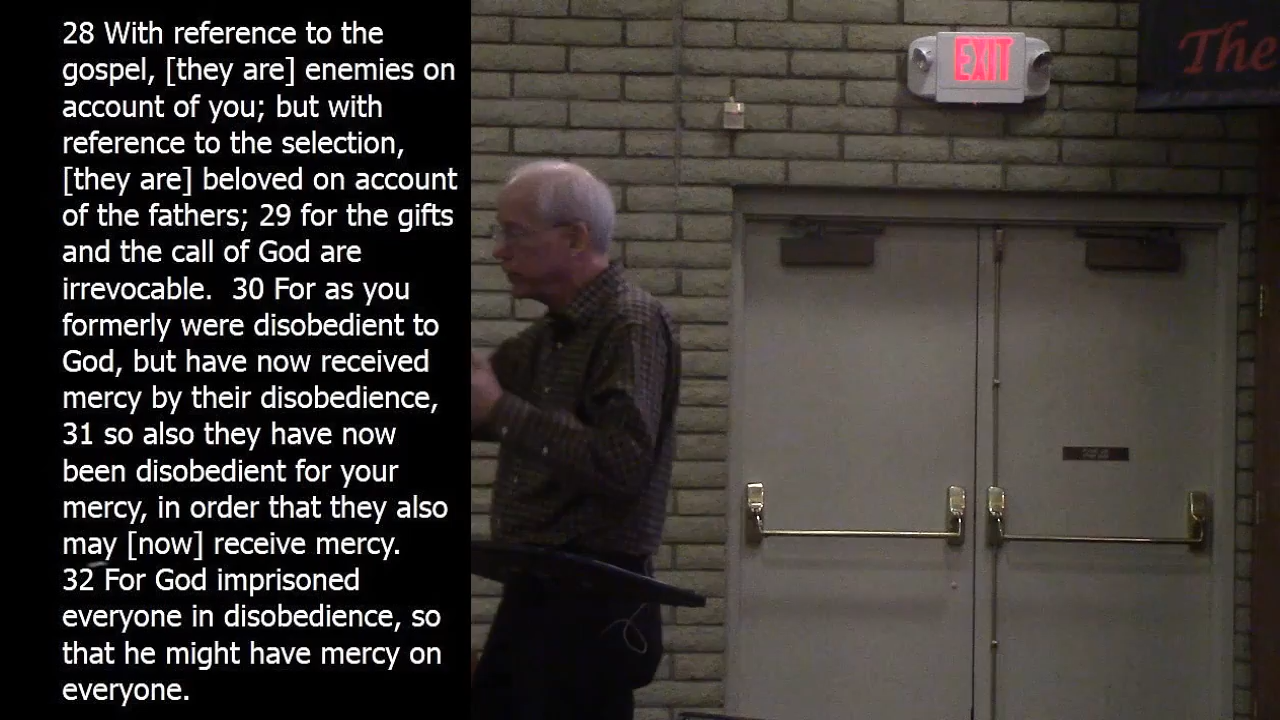 28 With reference to the
gospel, [they are] enemies on
account of you; but with
reference to the selection,
[they are] beloved on account
of the fathers; 29 for the gifts
and the call of God are
irrevocable.  30 For as you
formerly were disobedient to
God, but have now received
mercy by their disobedience,
31 so also they have now
been disobedient for your
mercy, in order that they also
may [now] receive mercy.
32 For God imprisoned
everyone in disobedience, so
that he might have mercy on
everyone.
EXIT
The